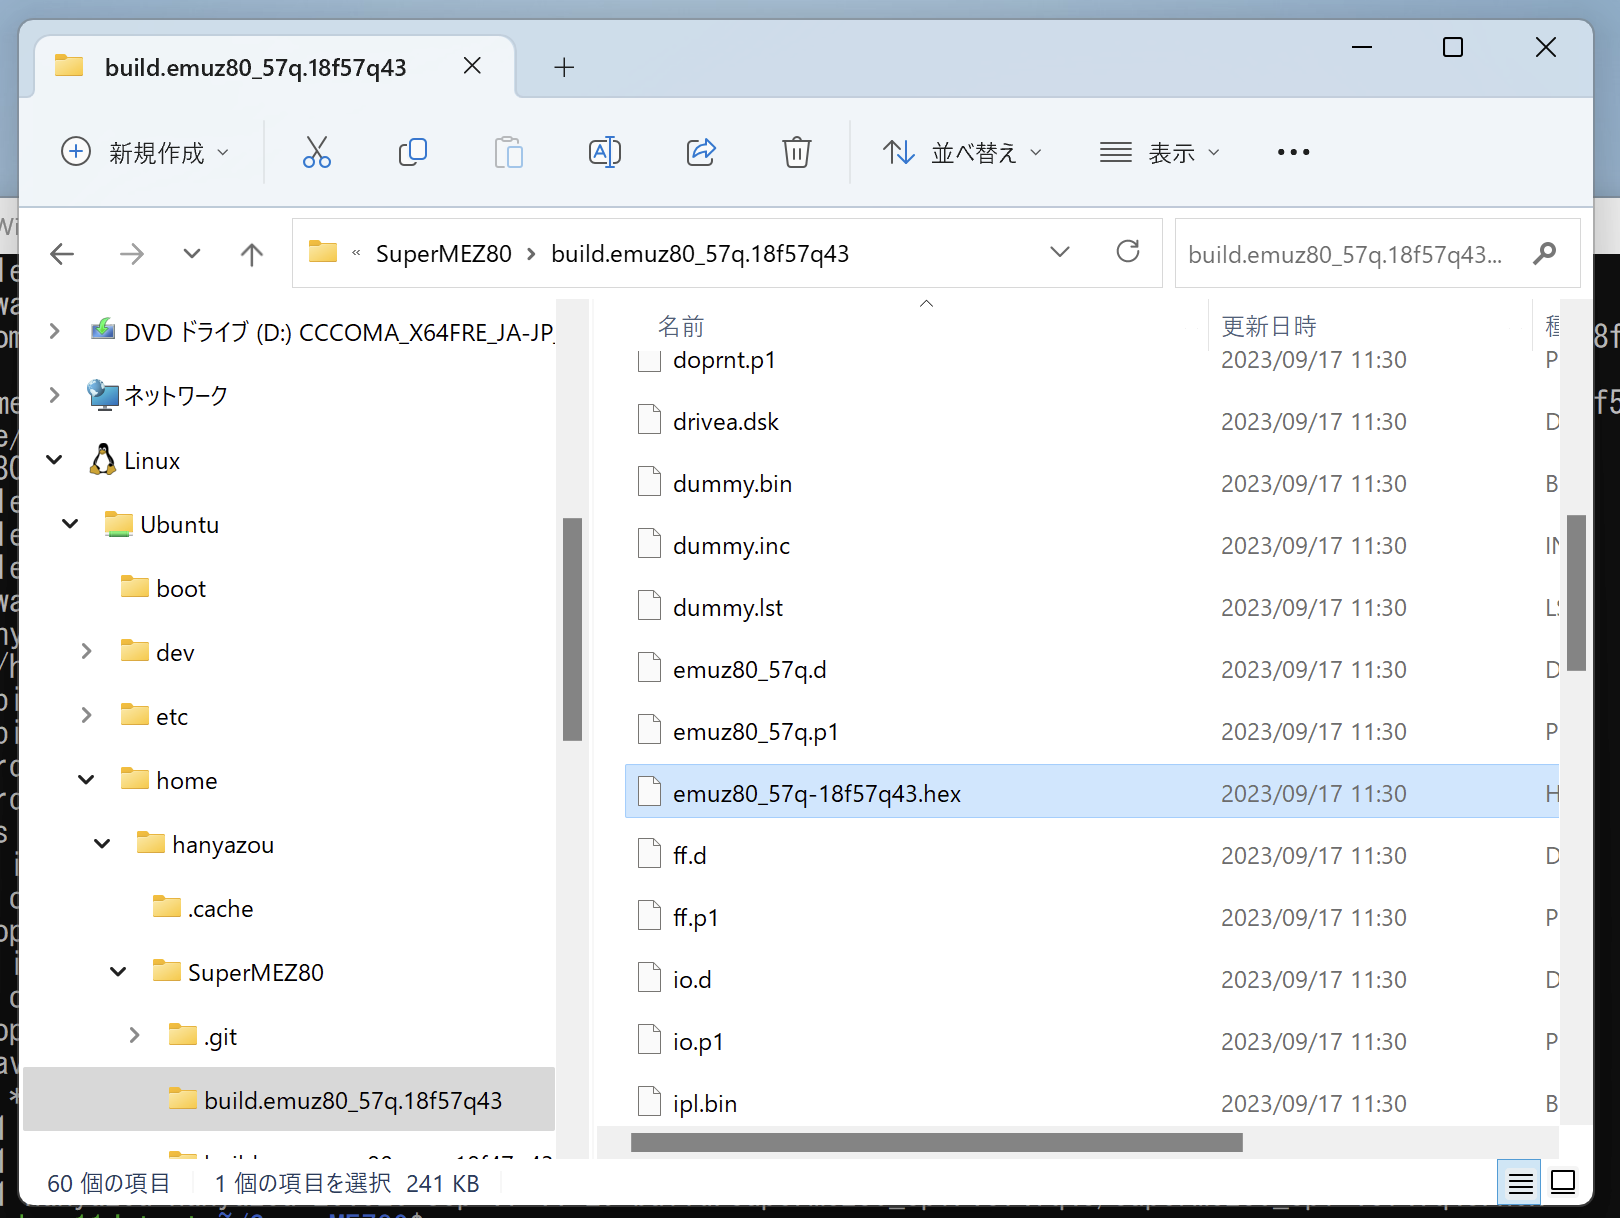 build.emuz80_57q.18f57q43
新規作成
並べ替え
表示
« SuperMEZ80 > build.emuz80_57q.18f57q43
build.emuz80_57q.18f57q43...
DVD ドライブ (D:) CCCOMA_X64FRE_JA-JP_
ネットワーク
Linux
Ubuntu
boot
dev
etc
home
hanyazou
.cache
SuperMEZ80
.git
build.emuz80_57q.18f57q43
名前 更新日時 種
doprnt.p1 2023/09/17 11:30 P
drivea.dsk 2023/09/17 11:30 D
dummy.bin 2023/09/17 11:30 B
dummy.inc 2023/09/17 11:30 IN
dummy.lst 2023/09/17 11:30 LS
emuz80_57q.d 2023/09/17 11:30 D
emuz80_57q.p1 2023/09/17 11:30 P
emuz80_57q-18f57q43.hex 2023/09/17 11:30 H
ff.d 2023/09/17 11:30 D
ff.p1 2023/09/17 11:30 P
io.d 2023/09/17 11:30 D
io.p1 2023/09/17 11:30 P
ipl.bin 2023/09/17 11:30 B
60 個の項目 1 個の項目を選択 241 KB